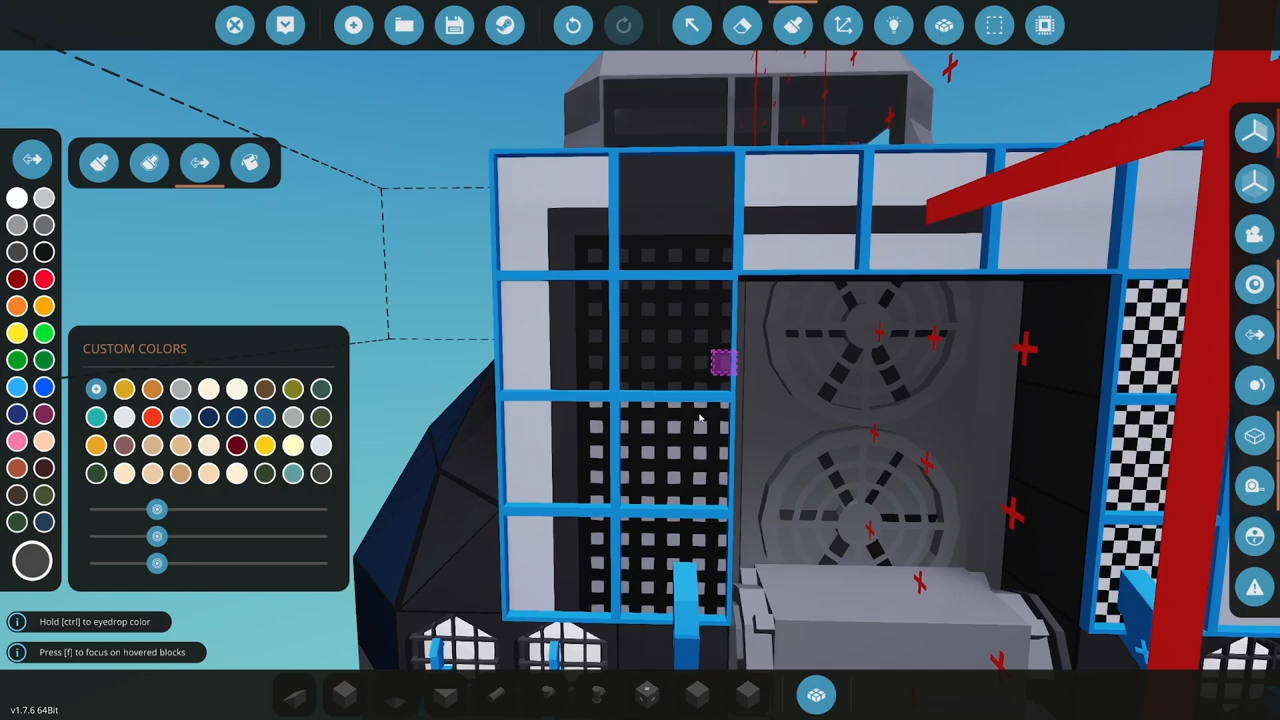 CUSTOM COLORS
Hold [ctrl] to eyedrop color
Press [f] to focus on hovered blocks
v1.7.6 64Bit